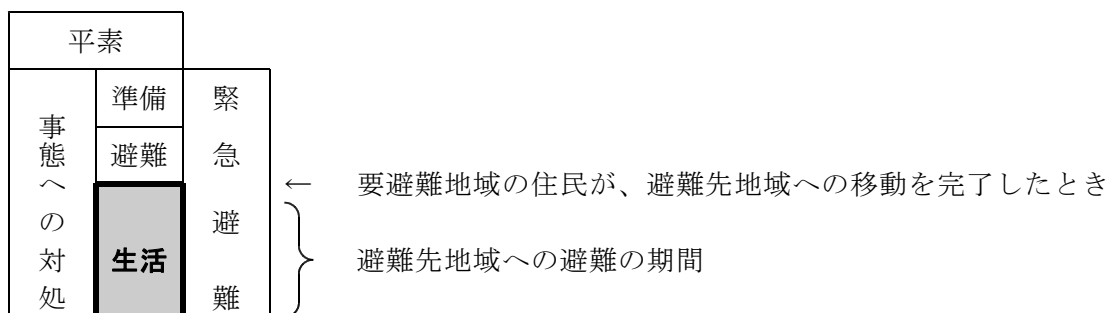 平素
事態への対処
準備
避難
生活
緊急避難
← 要避難地域の住民が、避難先地域への移動を完了したとき
避難先地域への避難の期間